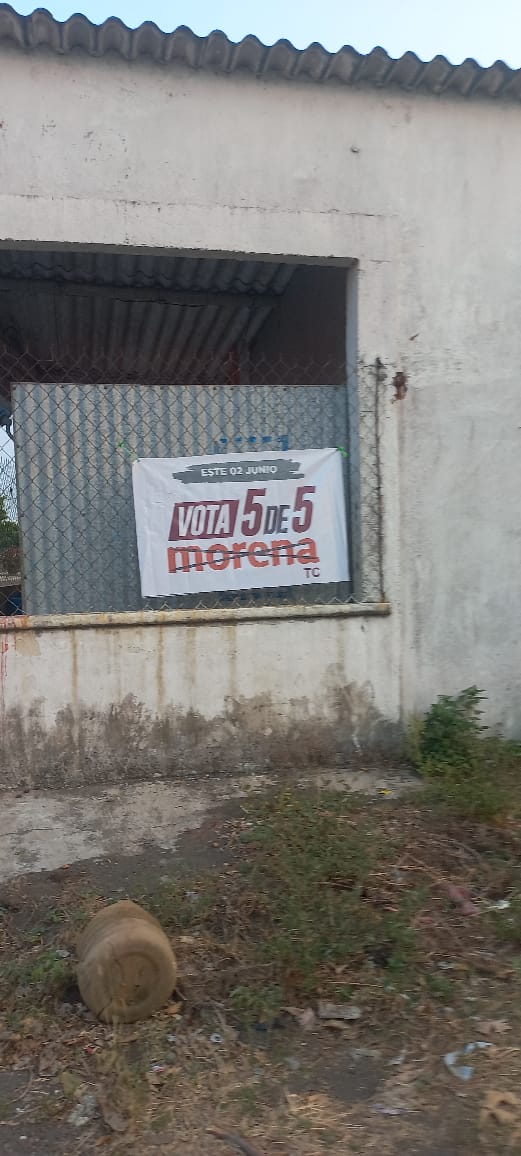 ESTE 02 JUNIO
VOTA 5 DE 5
morena
TC